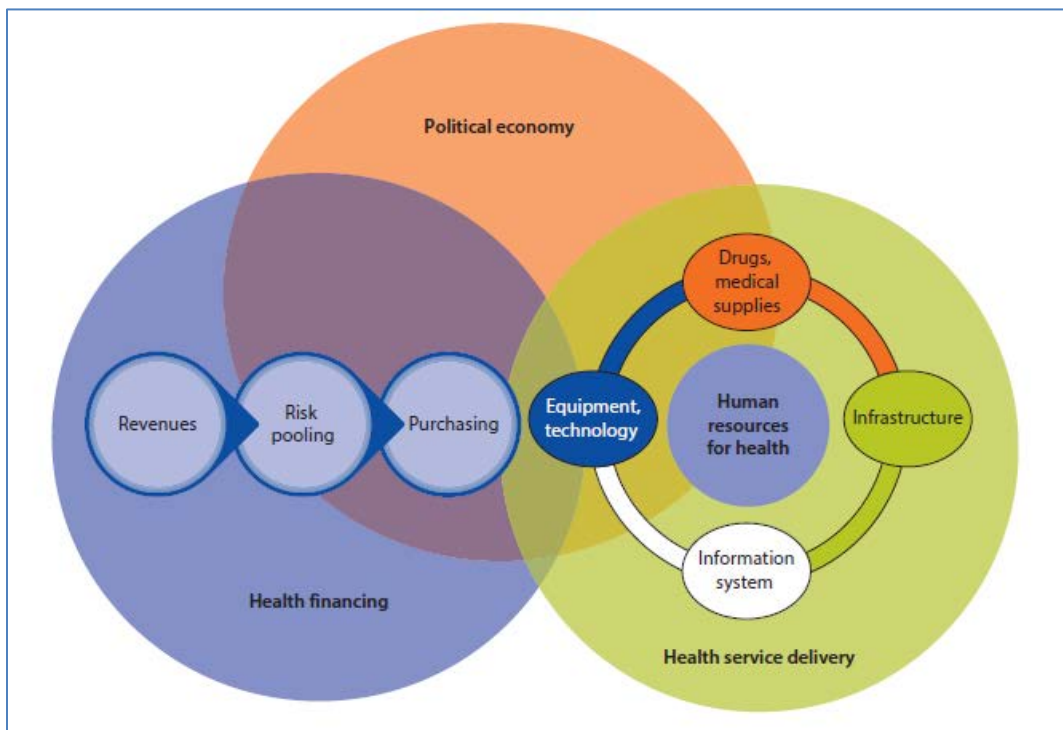 Political economy
Drugs,
medical
supplies
Revenues
Risk
pooling
Purchasing
Equipment,
technology
Human
resources
for health
Infrastructure
Information
system
Health financing
Health service delivery